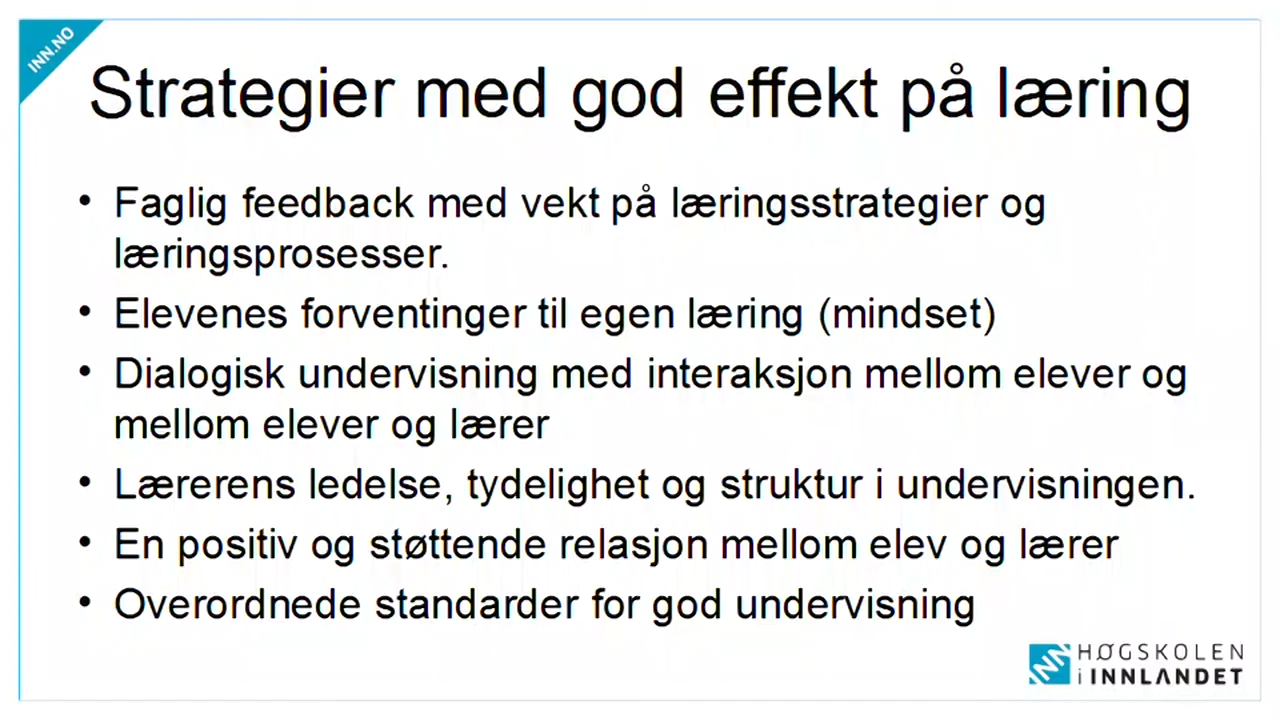 INN.NO
Strategier med god effekt på læring
• Faglig feedback med vekt på læringsstrategier og
læringsprosesser.
• Elevenes forventinger til egen læring (mindset)
• Dialogisk undervisning med interaksjon mellom elever og
mellom elever og lærer
• Lærerens ledelse, tydelighet og struktur i undervisningen.
• En positiv og støttende relasjon mellom elev og lærer
• Overordnede standarder for god undervisning
INN HØGSKOLEN
i INNLANDET